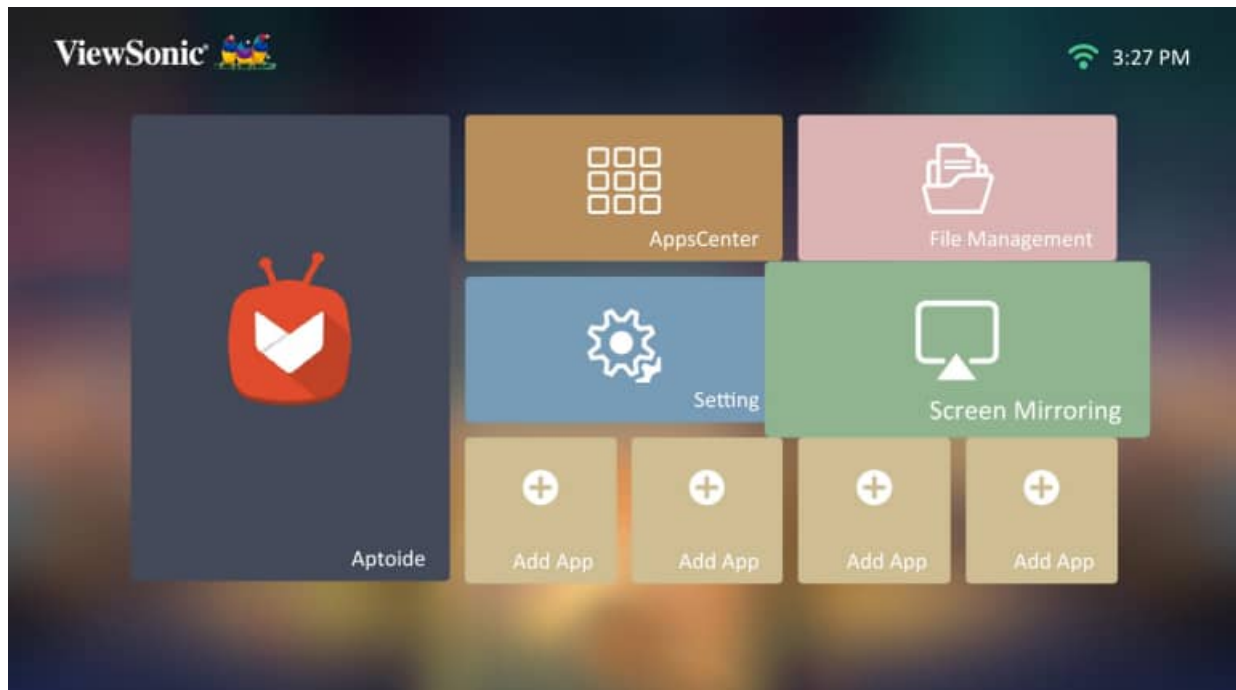 ViewSonic®
3:27 PM
AppsCenter
File Management
Setting
Screen Mirroring
Aptoide
Add App
Add App
Add App
Add App